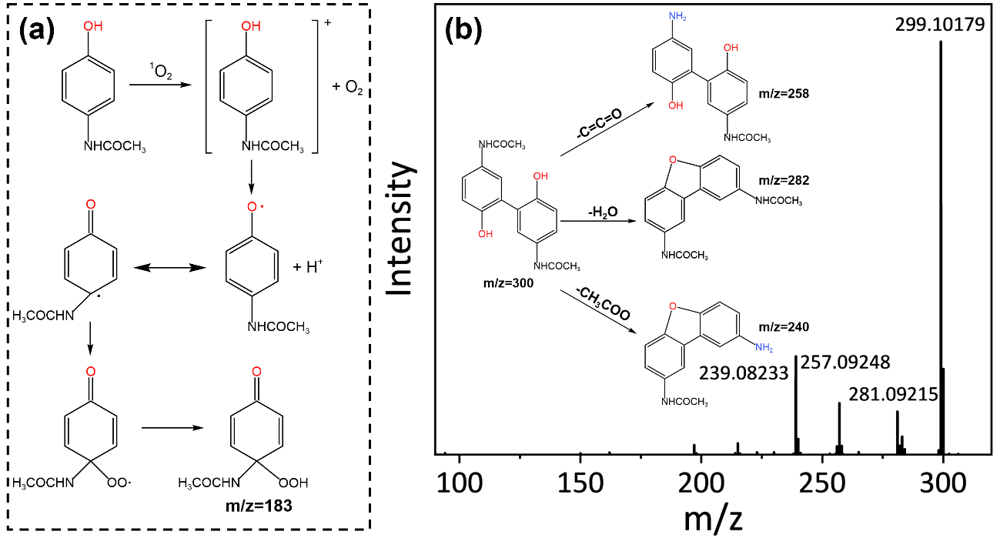 (a)
OH
NHCOCH₃
¹O₂
OH
NHCOCH₃
+
+ O₂
O
H₃COCHN
·
O·
NHCOCH₃
+ H⁺
O
H₃COCHN
OO·
O
H₃COCHN
OOH
m/z=183
(b)
299.10179
NH₂
OH
OH
NHCOCH₃
m/z=258
-C=C=O
NHCOCH₃
OH
OH
NHCOCH₃
m/z=300
-H₂O
O
NHCOCH₃
NHCOCH₃
m/z=282
-CH₃COO
O
NH₂
NHCOCH₃
m/z=240
239.08233
257.09248
281.09215
Intensity
100
150
200
250
300
m/z